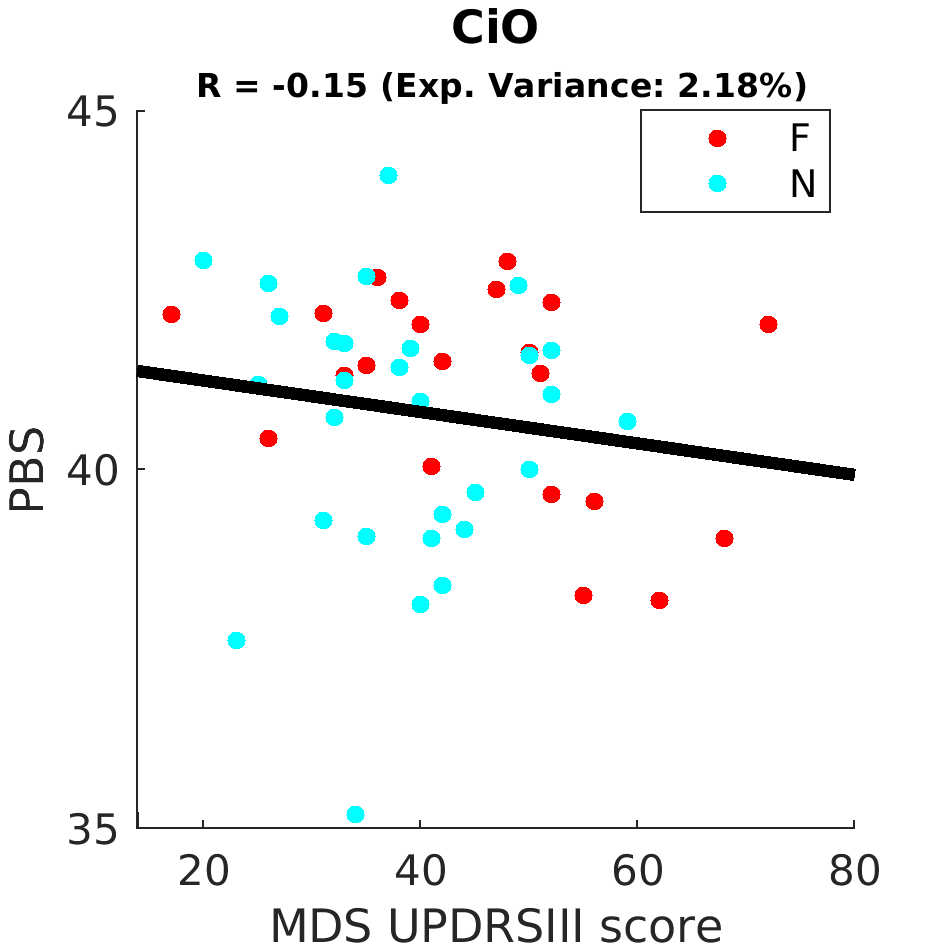 CiO
R = -0.15 (Exp. Variance: 2.18%)
45
F
N
PBS
40
35
20 40 60 80
MDS UPDRSIII score